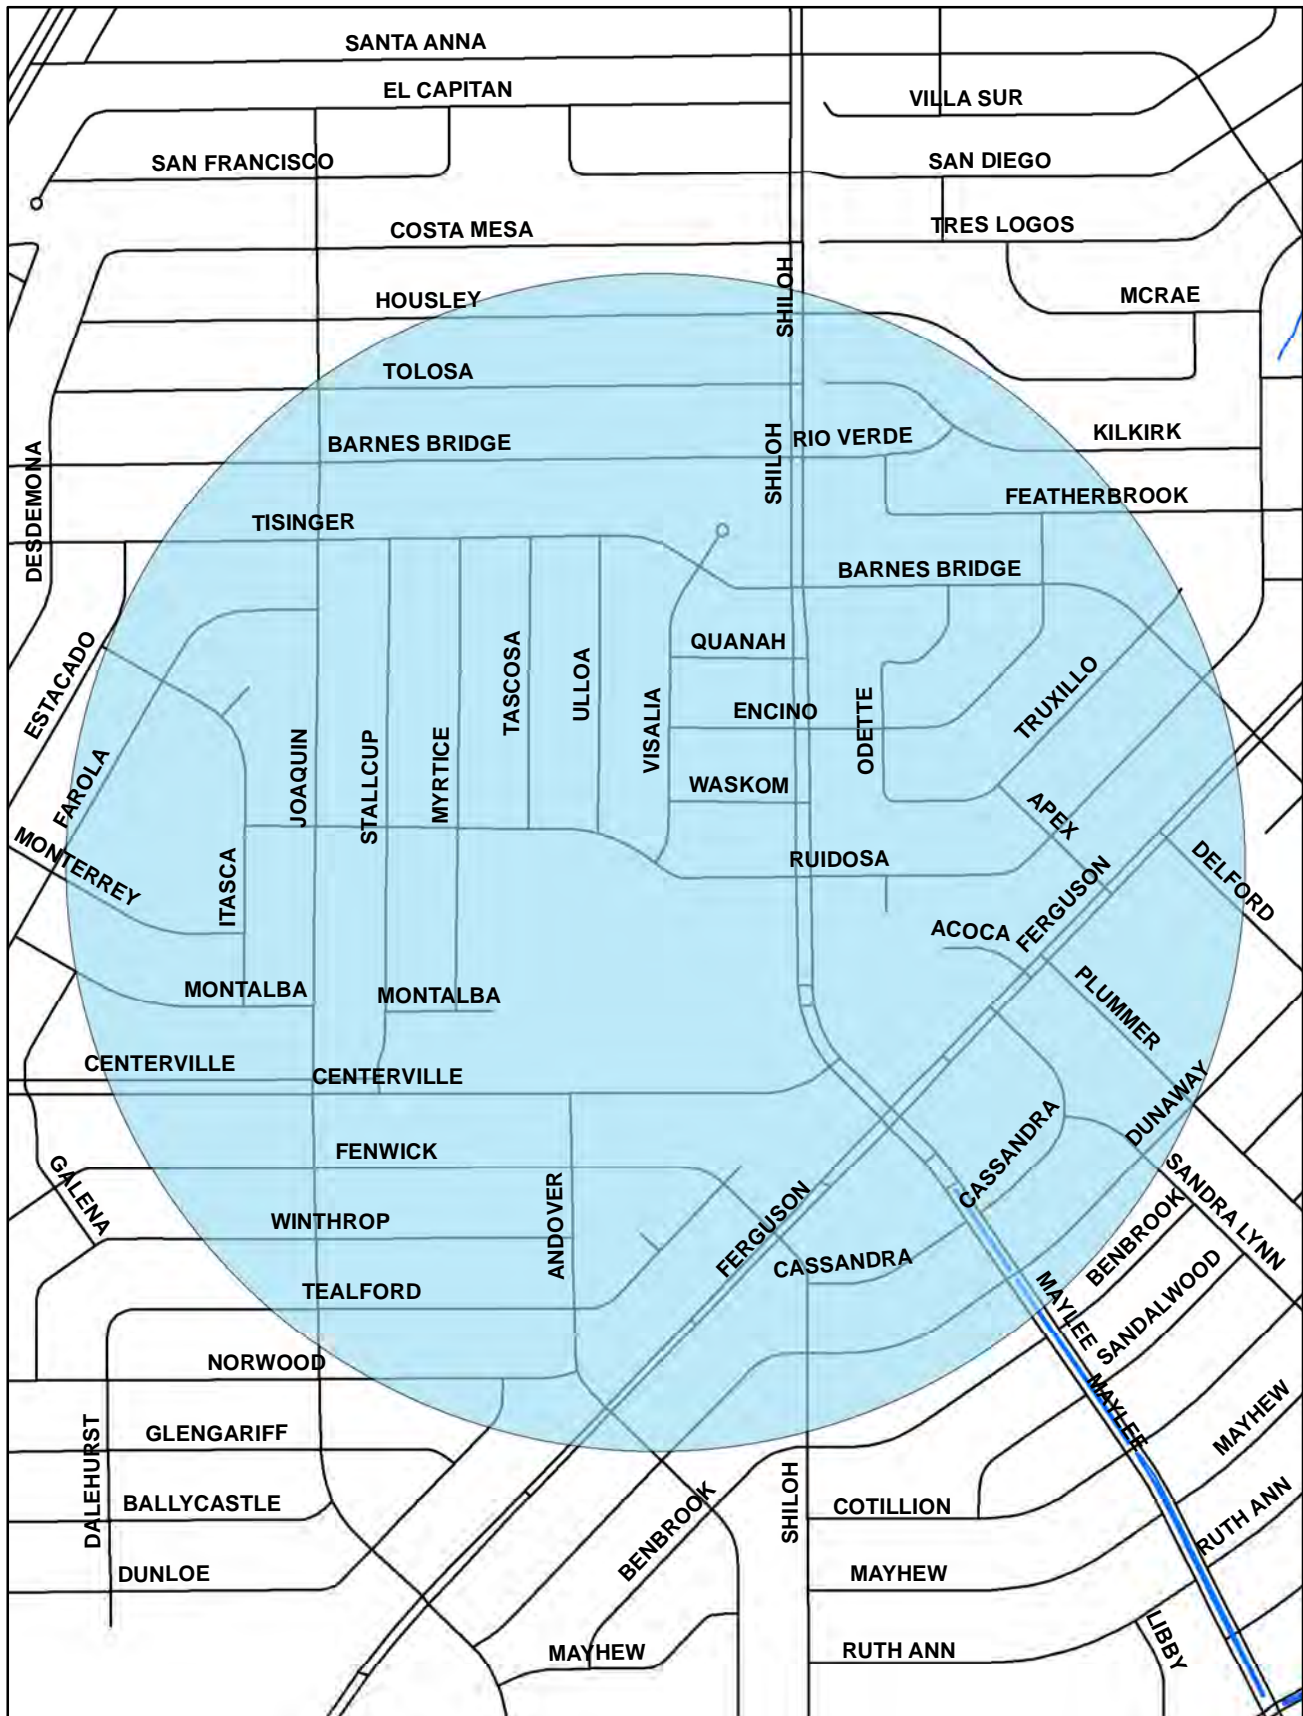 SANTA ANNA
EL CAPITAN
VILLA SUR
SAN FRANCISCO
SAN DIEGO
COSTA MESA
TRES LOGOS
SHILOH
HOUSLEY
MCRAE
TOLOSA
BARNES BRIDGE
SHILOH
RIO VERDE
KILKIRK
DESDEMONA
TISINGER
FEATHERBROOK
BARNES BRIDGE
ESTACADO
TASCOSA
ULLOA
QUANAH
VISALIA
ENCINO
ODETTE
TRUXILLO
FAROLA
JOAQUIN
STALLCUP
MYRTICE
WASKOM
APEX
MONTERREY
ITASCA
RUIDOSA
DELFORD
ACOCA
FERGUSON
MONTALBA
MONTALBA
PLUMMER
CENTERVILLE
CENTERVILLE
DUNAWAY
FENWICK
CASSANDRA
GALENA
ANDOVER
SANDRA LYNN
WINTHROP
FERGUSON
BENBROOK
CASSANDRA
TEALFORD
MAYLEE
SANDALWOOD
NORWOOD
MAYLEE
MAYHEW
DALEHURST
GLENGARIFF
SHILOH
BALLYCASTLE
BENBROOK
COTILLION
RUTH ANN
DUNLOE
MAYHEW
MAYHEW
RUTH ANN
LIBBY